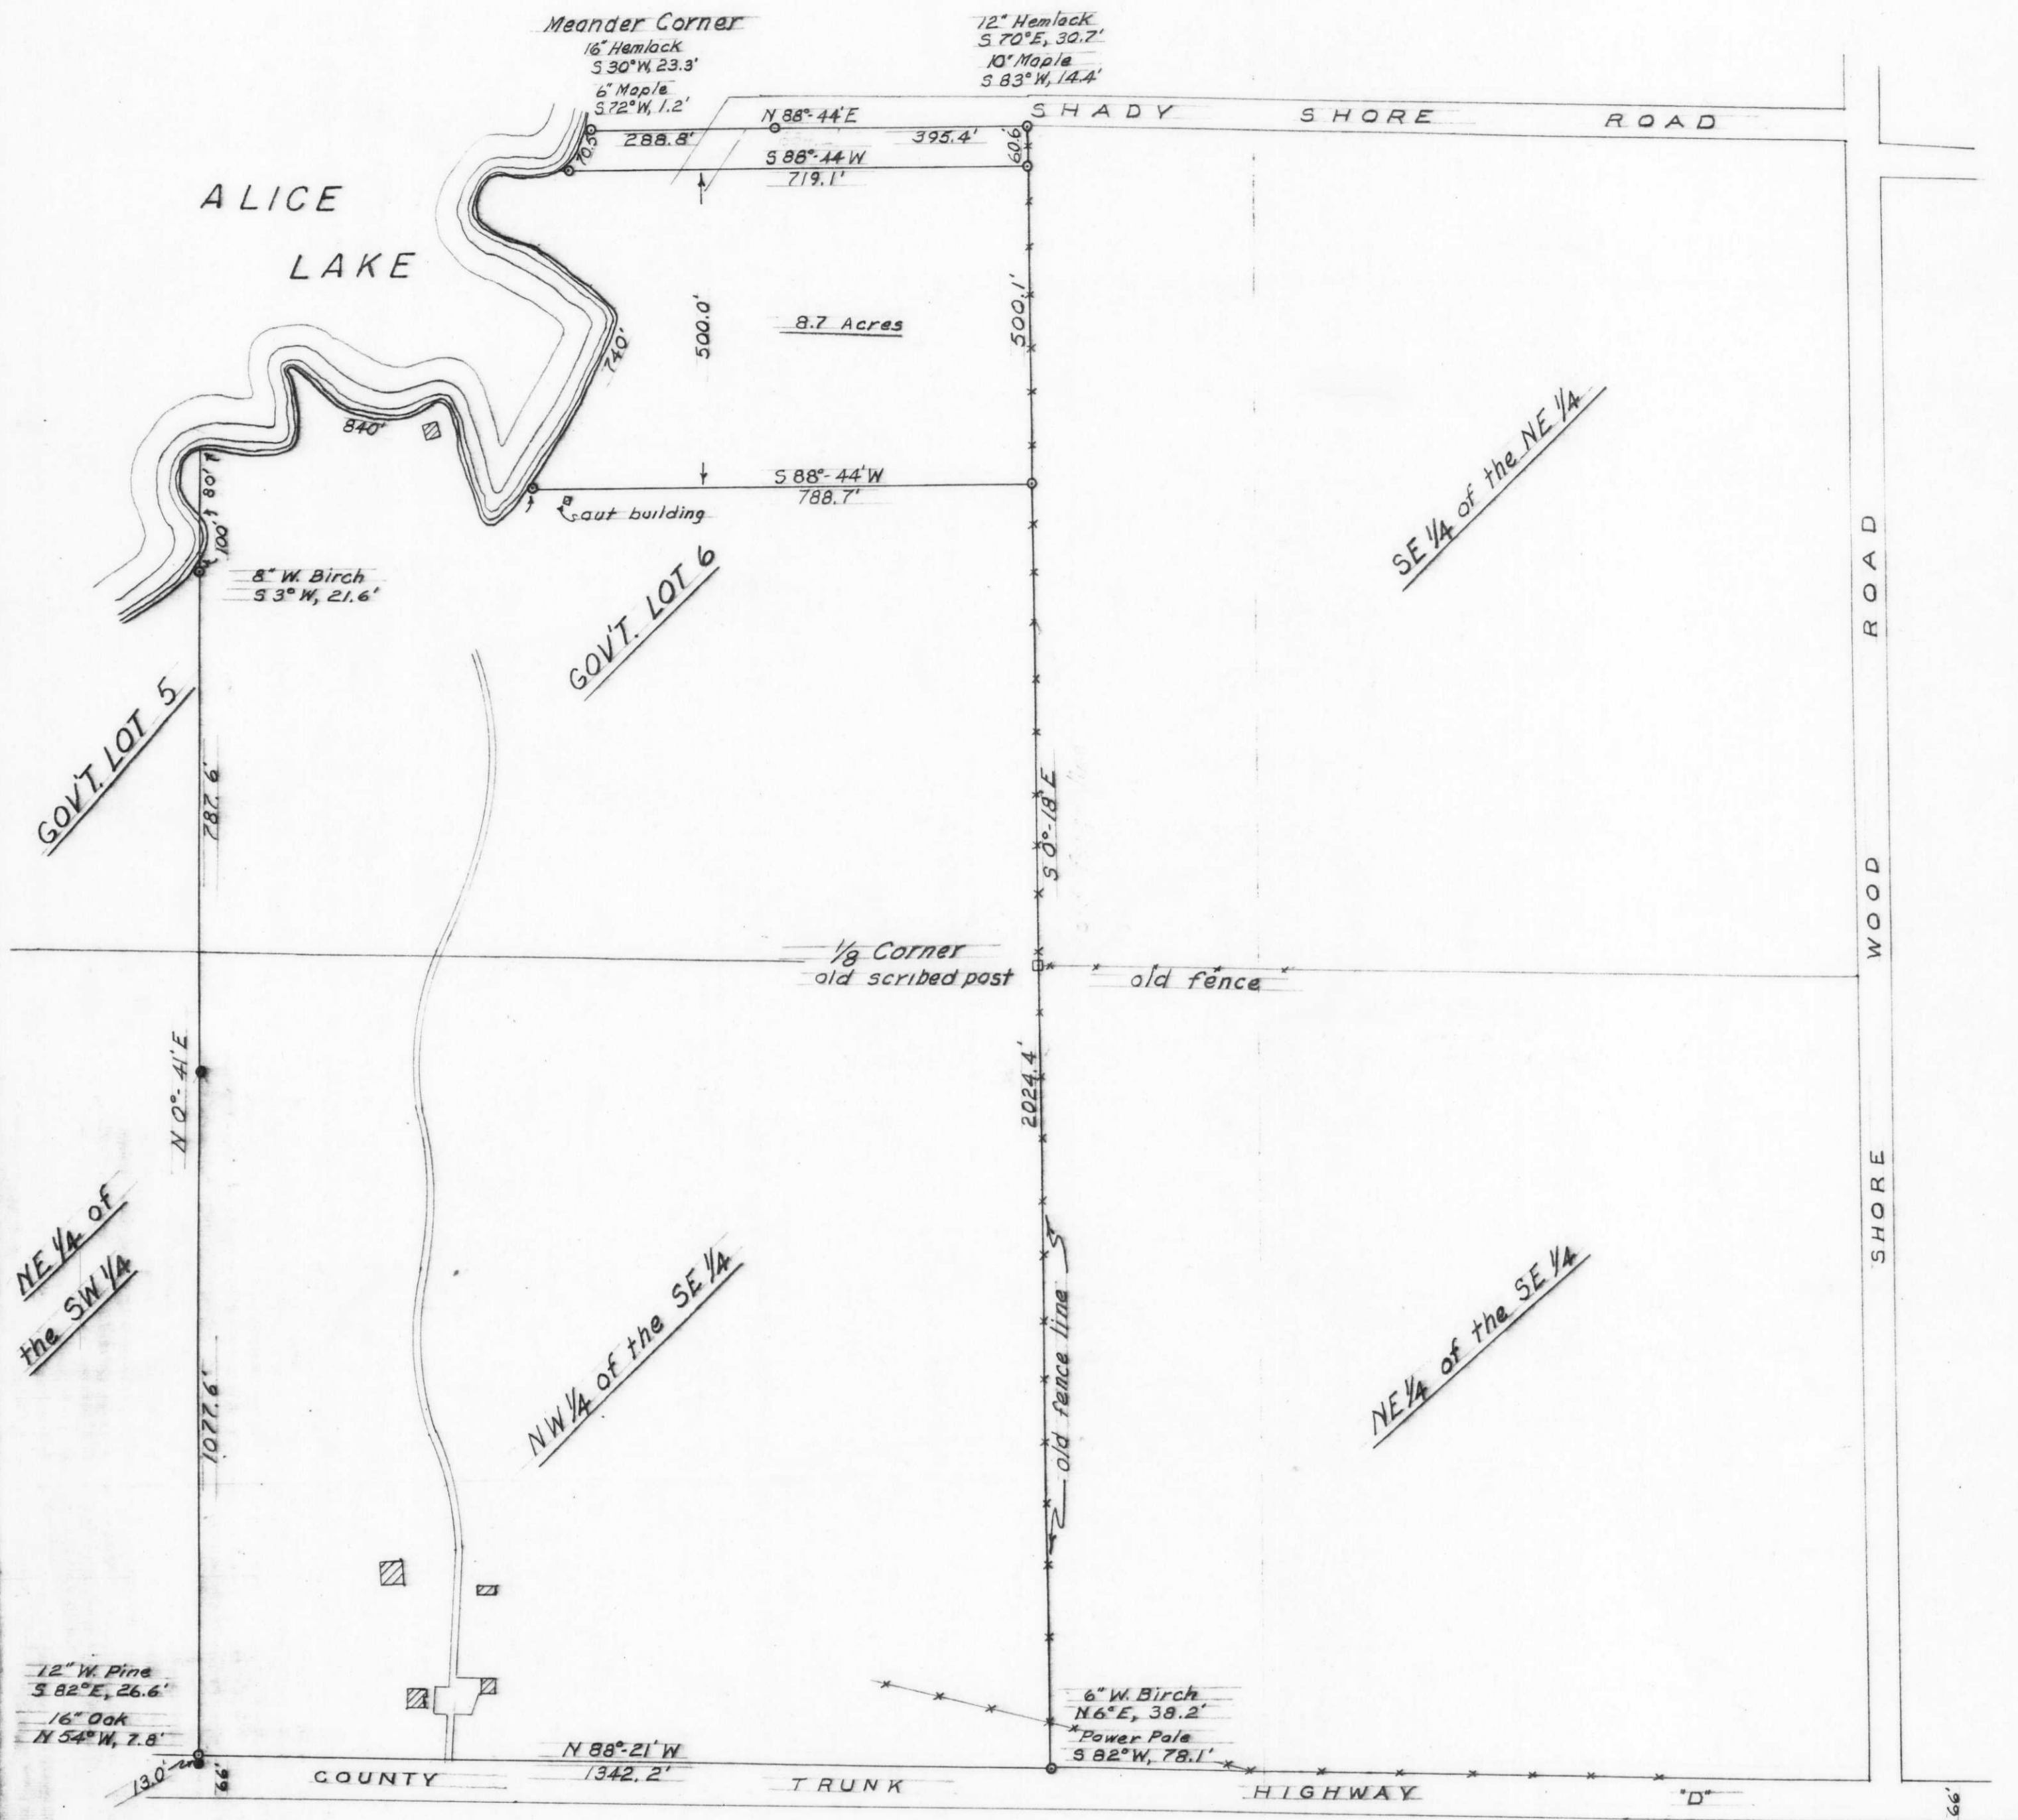 Meander Corner
16" Hemlock
S 30° W, 23.3'
6" Maple
S 72° W, 1.2'
12" Hemlock
S 70° E, 30.7'
10" Maple
S 83° W, 14.4'
SHADY SHORE ROAD
N 88°-44' E
288.8'
395.4'
60.6'
70.5'
S 88°-44 W
719.1'
ALICE
LAKE
500.0'
8.7 Acres
500.1'
740'
840'
S 88°-44' W
788.7'
out building
80'
100'
8" W. Birch
S 3° W, 21.6'
GOV'T. LOT 6
SE 1/4 of the NE 1/4
GOV'T. LOT 5
787.6'
S 0°-18' E
SHORE WOOD ROAD
1/8 Corner
old scribed post
old fence
N 0°-41' E
2024.4'
NE 1/4 of
the SW 1/4
1077.6'
NW 1/4 of the SE 1/4
old fence line
NE 1/4 of the SE 1/4
12" W. Pine
S 82° E, 26.6'
16" Oak
N 54° W, 7.8'
6" W. Birch
N 6° E, 38.2'
Power Pole
S 82° W, 78.1'
13.0'
66'
N 88°-21' W
1342.2'
COUNTY TRUNK HIGHWAY "D"
66'